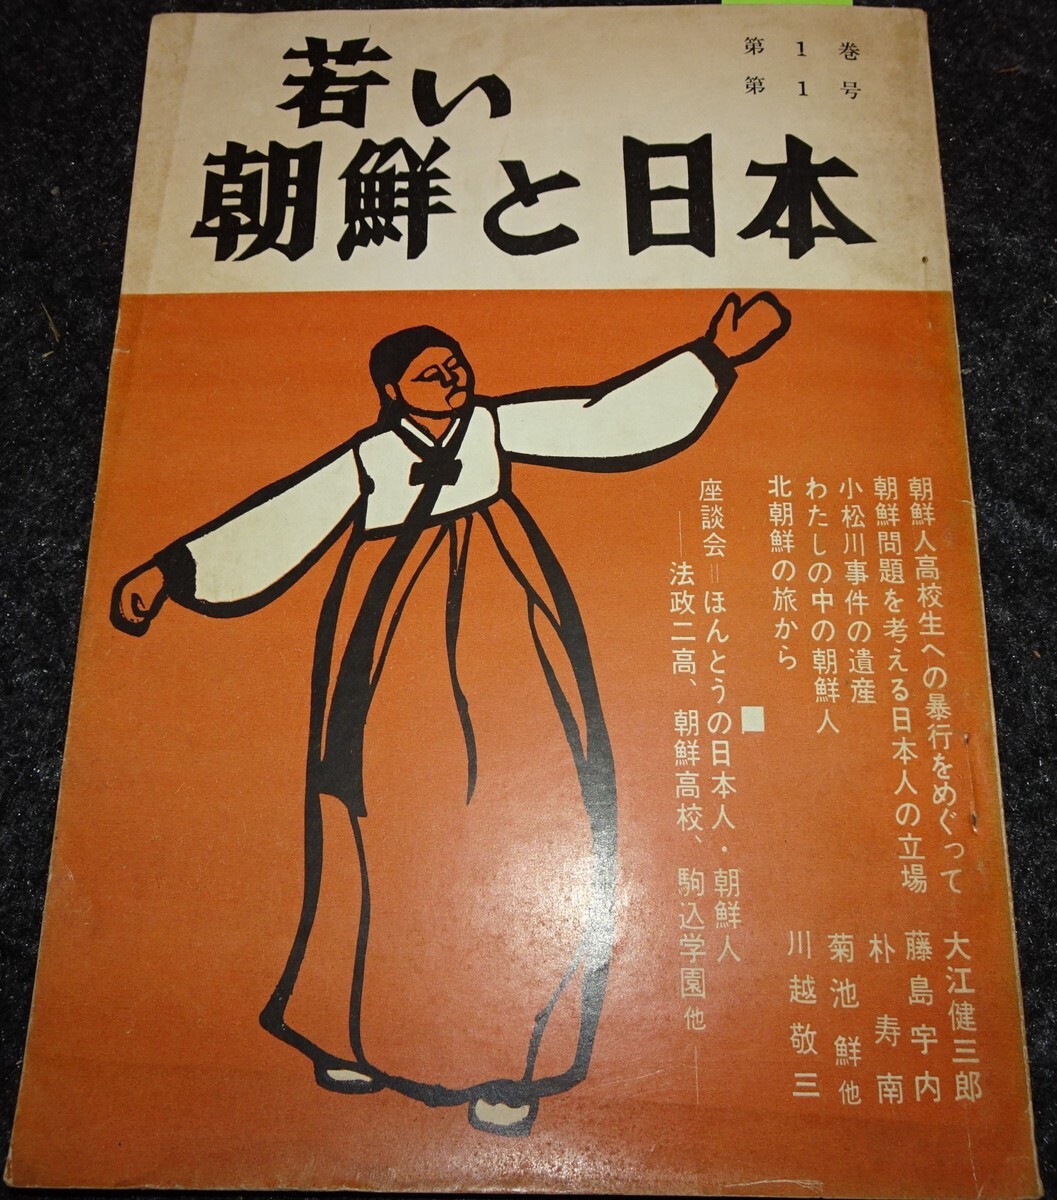 第1巻
第1号
若い
朝鮮と日本
朝鮮人高校生への暴行をめぐって 大江健三郎
朝鮮問題を考える日本人の立場 藤島宇内
小松川事件の遺産 朴寿南
わたしの中の朝鮮人 菊池鮮他
北朝鮮の旅から 川越敬三
座談会=ほんとうの日本人・朝鮮人
―法政二高、朝鮮高校、駒込学園他―